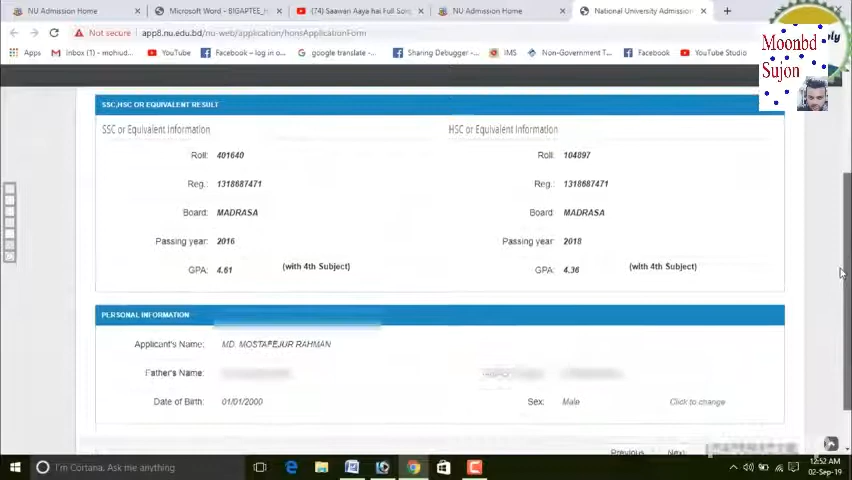 NU Admission Home
Microsoft Word - BIGAPTEE_H
(74) Saawan Aaya hai Full Song
NU Admission Home
National University Admission
Not secure
app8.nu.edu.bd/nu-web/application/honsApplicationForm
Apps
Inbox (1) - mohiud
YouTube
Facebook – log in o
google translate -
Sharing Debugger -
IMS
Non-Government T
Facebook
YouTube Studio
Moonbd
Sujon
SSC,HSC OR EQUIVALENT RESULT
SSC or Equivalent Information
HSC or Equivalent Information
Roll: 401640
Roll: 104897
Reg.: 1318687471
Reg.: 1318687471
Board: MADRASA
Board: MADRASA
Passing year: 2016
Passing year: 2018
GPA: 4.61 (with 4th Subject)
GPA: 4.36 (with 4th Subject)
PERSONAL INFORMATION
Applicant's Name: MD. MOSTAFEJUR RAHMAN
Father's Name:
Date of Birth: 01/01/2000
Sex: Male
Click to change
Previous
Next
I'm Cortana. Ask me anything
12:52 AM
02-Sep-19